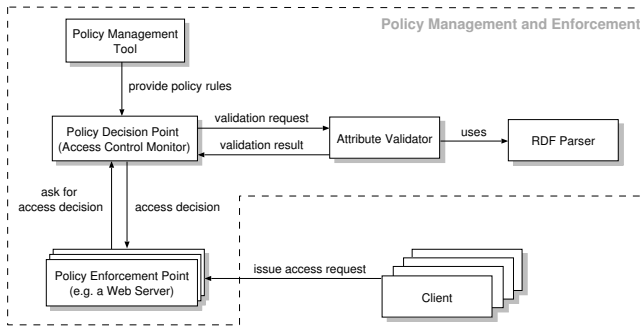 Policy Management and Enforcement
Policy Management
Tool
provide policy rules
Policy Decision Point
(Access Control Monitor)
validation request
validation result
Attribute Validator
uses
RDF Parser
ask for
access decision
access decision
Policy Enforcement Point
(e.g. a Web Server)
issue access request
Client